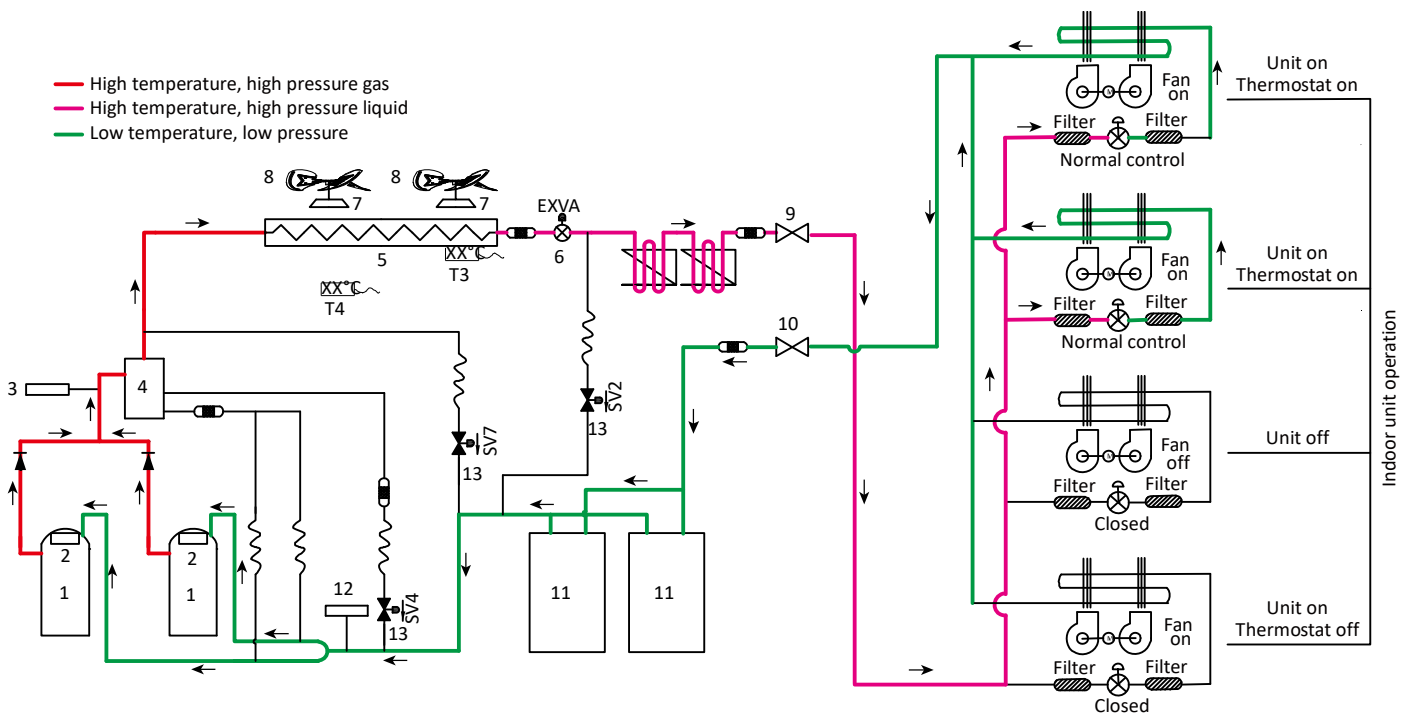 High temperature, high pressure gas
High temperature, high pressure liquid
Low temperature, low pressure
8
7
8
7
5
XX°C
T3
XX°C
T4
EXVA
6
9
10
3
4
SV7
13
SV2
13
2
1
2
1
12
SV4
13
11
11
Fan
on
Filter
Filter
Normal control
Unit on
Thermostat on
Fan
on
Filter
Filter
Normal control
Unit on
Thermostat on
Fan
off
Filter
Filter
Closed
Unit off
Fan
on
Filter
Filter
Closed
Unit on
Thermostat off
Indoor unit operation